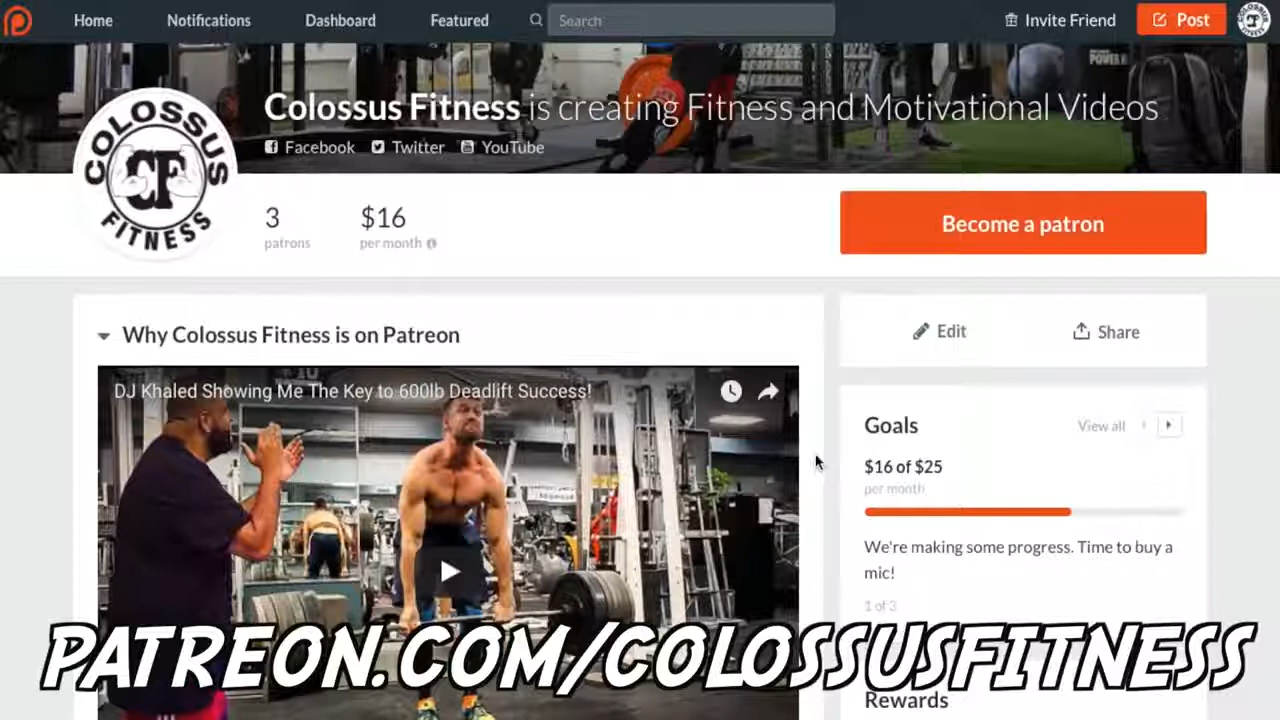 Home Notifications Dashboard Featured Search Invite Friend Post
Colossus Fitness is creating Fitness and Motivational Videos
Facebook Twitter YouTube
COLOSSUS
CF
FITNESS
3 $16
patrons per month
Become a patron
Why Colossus Fitness is on Patreon
Edit Share
DJ Khaled Showing Me The Key to 600lb Deadlift Success!
Goals View all
$16 of $25
per month
We're making some progress. Time to buy a
mic!
1 of 3
PATREON.COM/COLOSSUSFITNESS
Rewards